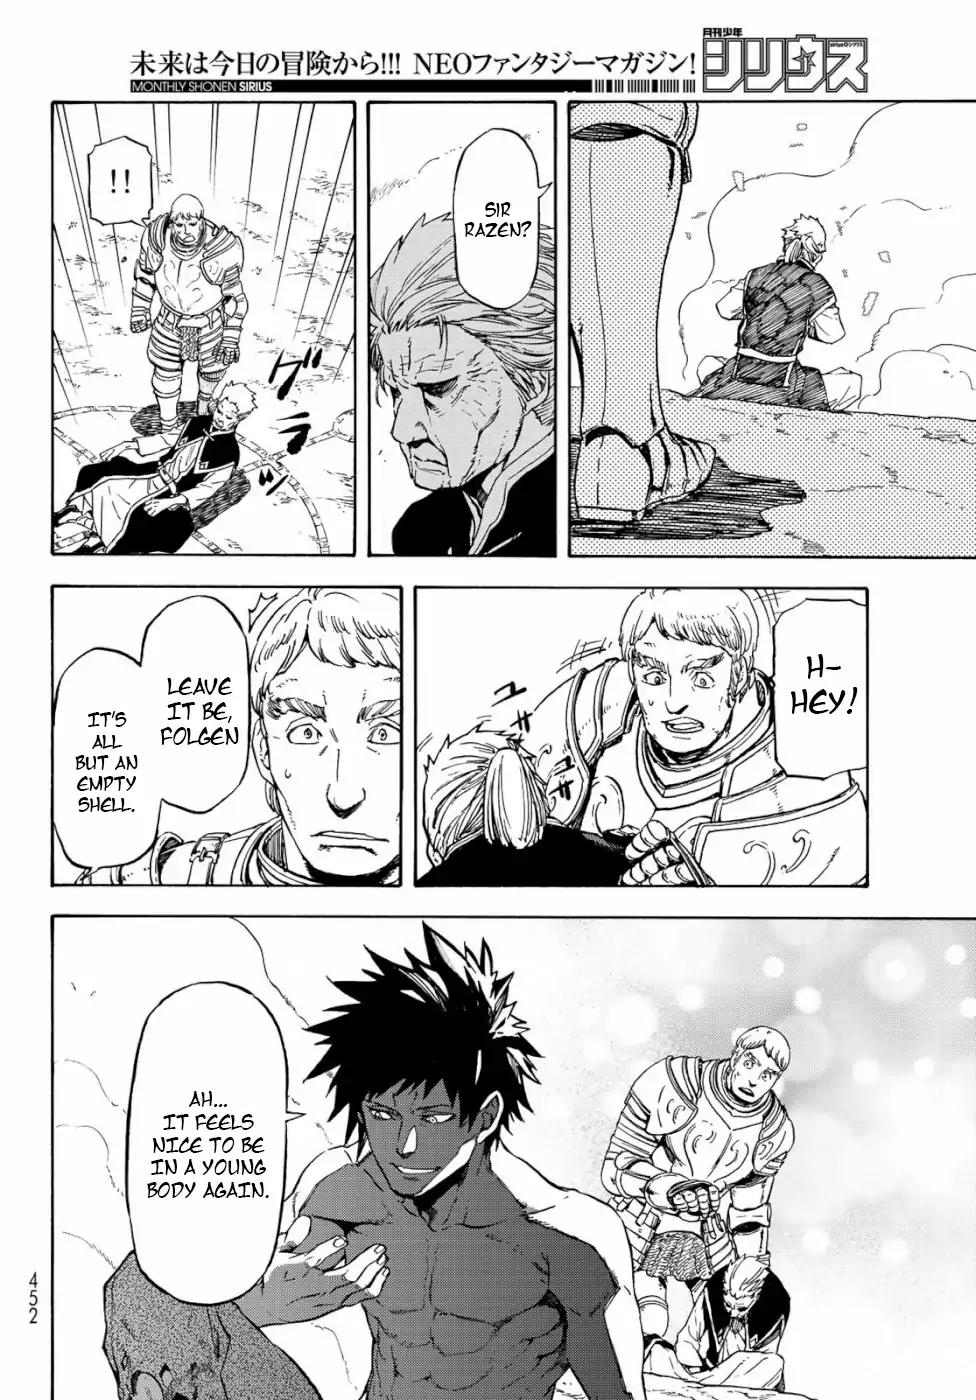 未来は今日の冒険から!!! NEOファンタジーマガジン!
月刊少年
シリウス
MONTHLY SHONEN SIRIUS
SIR
RAZEN?
!!
グラッ
H-
HEY!
LEAVE
IT BE,
FOLGEN
IT'S
ALL
BUT AN
EMPTY
SHELL.
AH...
IT FEELS
NICE TO BE
IN A YOUNG
BODY AGAIN.
452